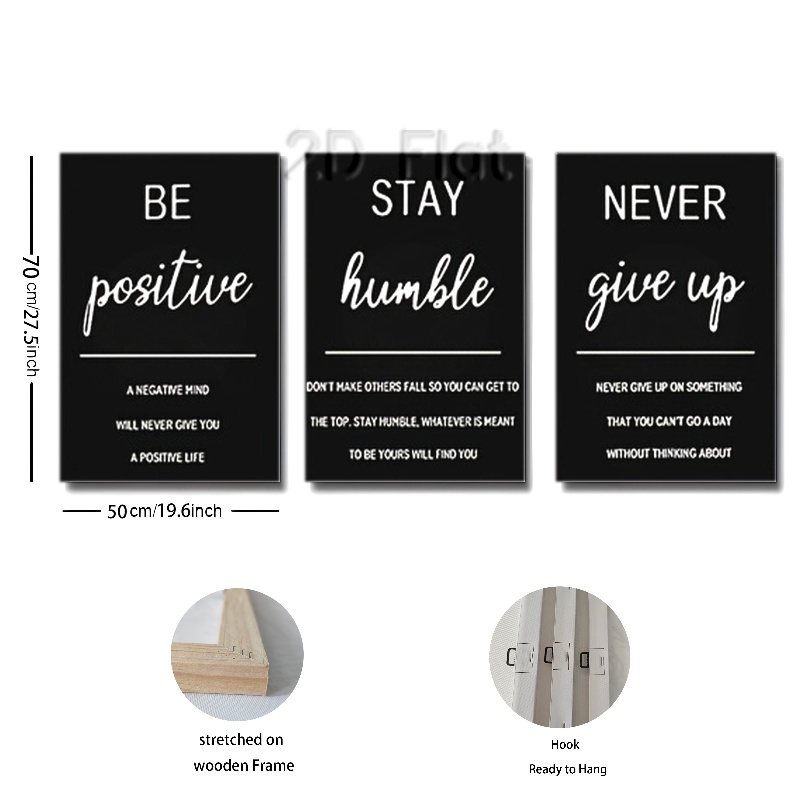 2D Flat
BE
positive
A NEGATIVE MIND
WILL NEVER GIVE YOU
A POSITIVE LIFE
STAY
humble
DON'T MAKE OTHERS FALL SO YOU CAN GET TO
THE TOP. STAY HUMBLE, WHATEVER IS MEANT
TO BE YOURS WILL FIND YOU
NEVER
give up
NEVER GIVE UP ON SOMETHING
THAT YOU CAN'T GO A DAY
WITHOUT THINKING ABOUT
70 cm/27.5inch
50cm/19.6inch
stretched on
wooden Frame
Hook
Ready to Hang